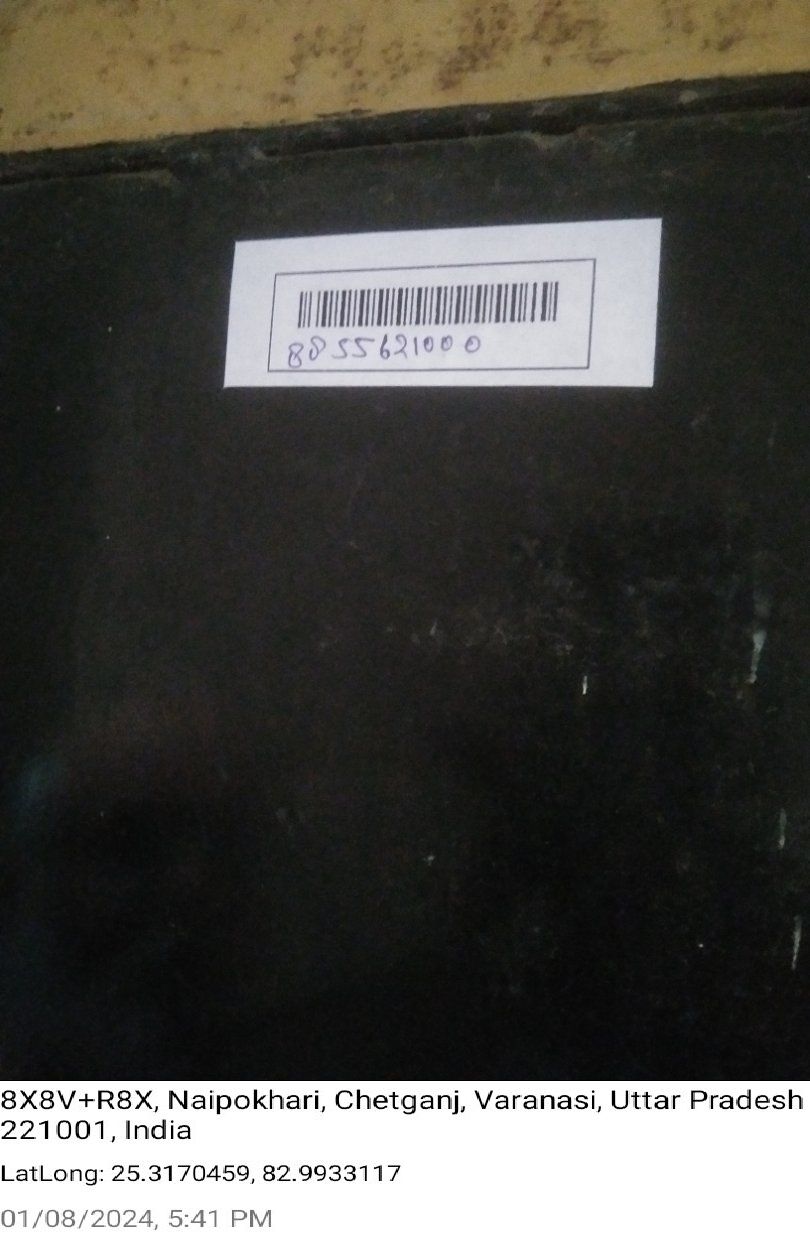 8855621000
8X8V+R8X, Naipokhari, Chetganj, Varanasi, Uttar Pradesh
221001, India
LatLong: 25.3170459, 82.9933117
01/08/2024, 5:41 PM